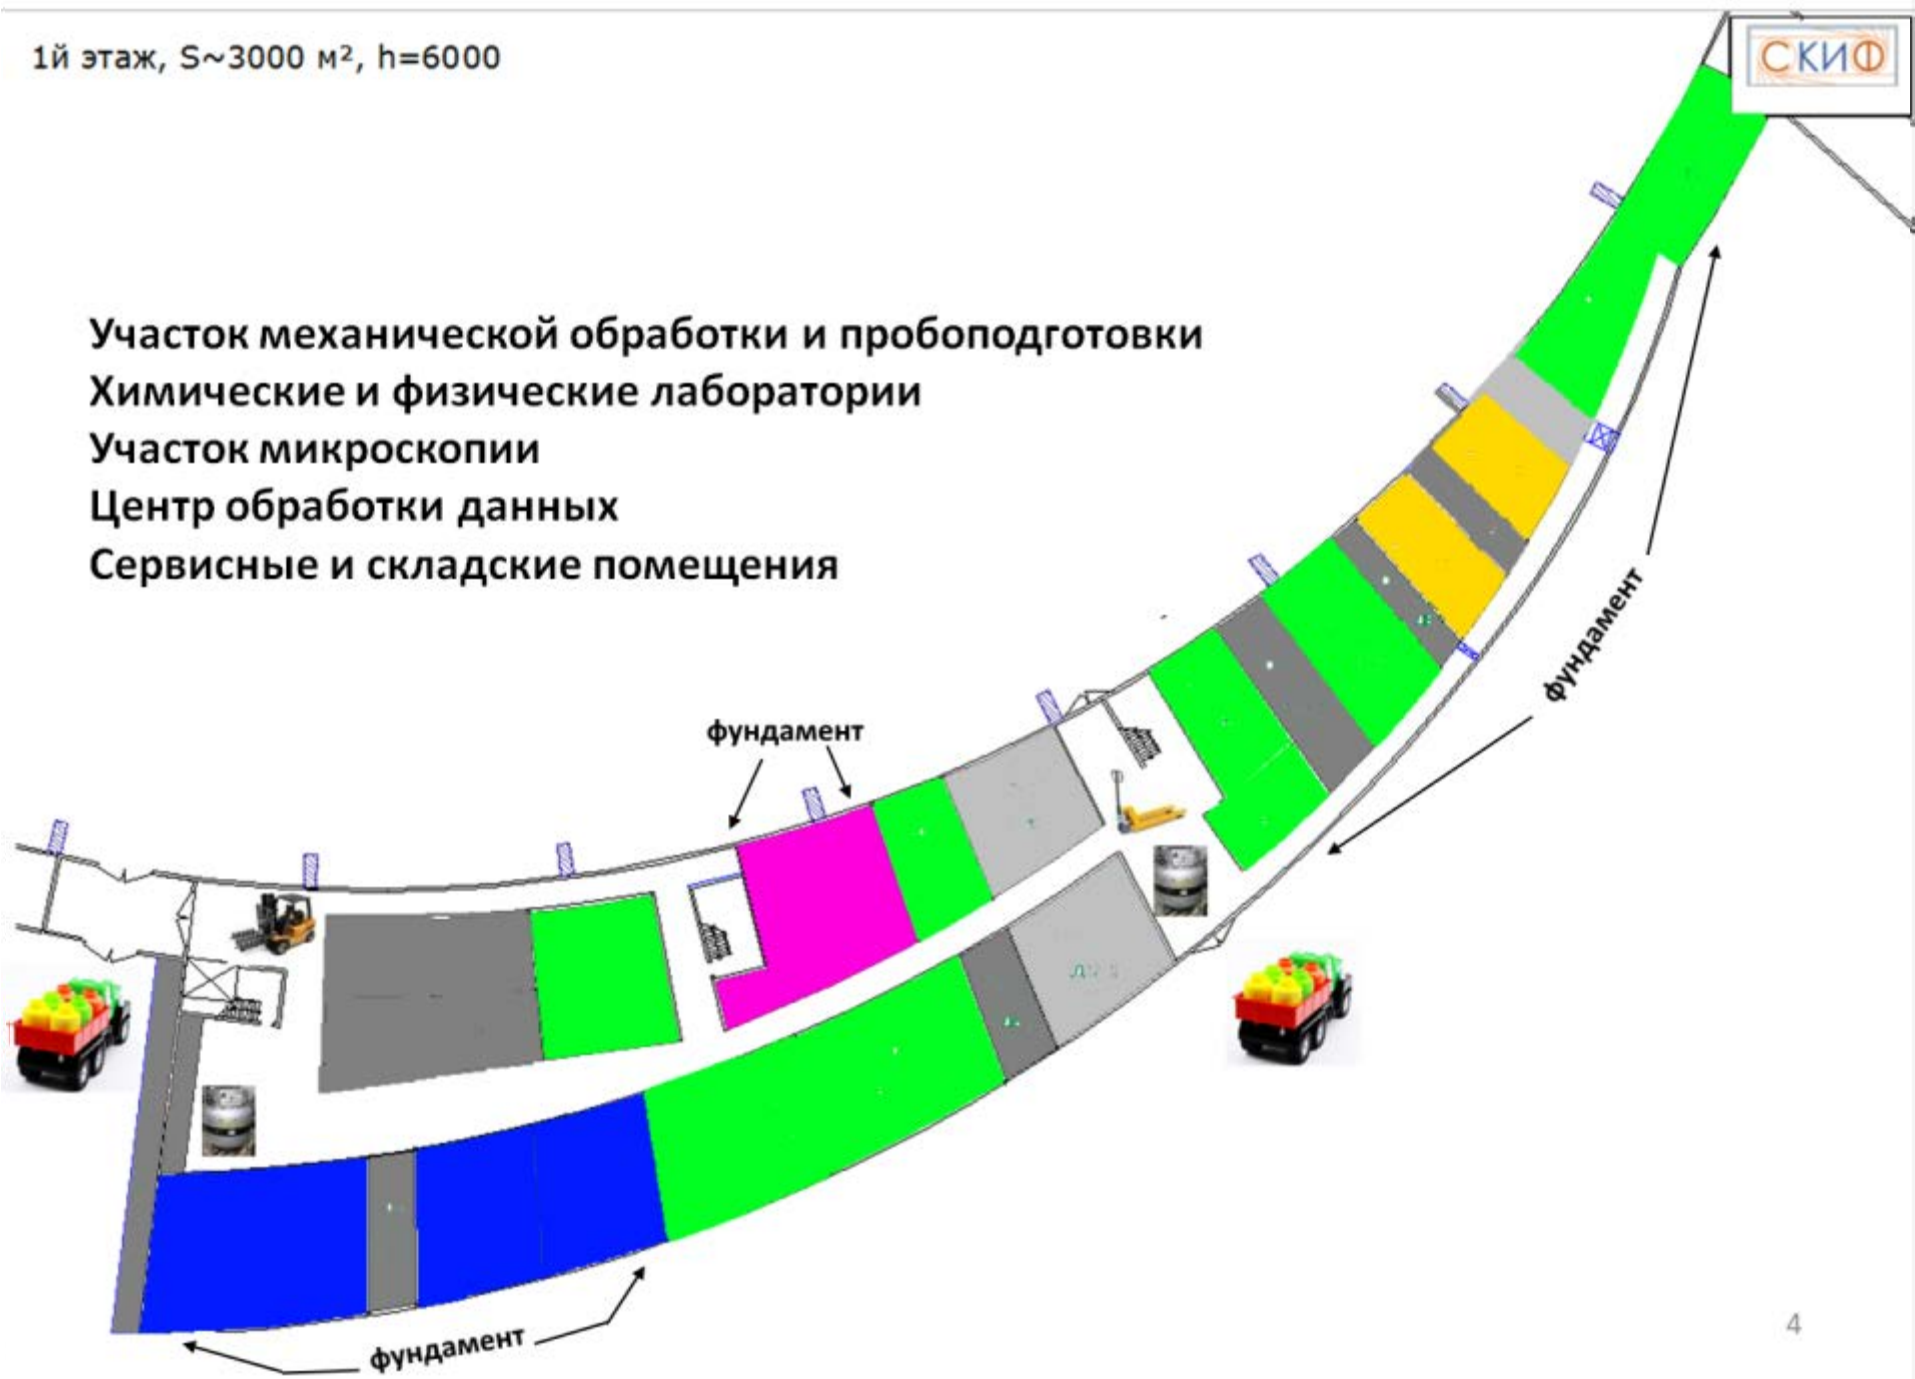 1й этаж, S~3000 м², h=6000
СКИФ
Участок механической обработки и пробоподготовки
Химические и физические лаборатории
Участок микроскопии
Центр обработки данных
Сервисные и складские помещения
фундамент
фундамент
фундамент
4